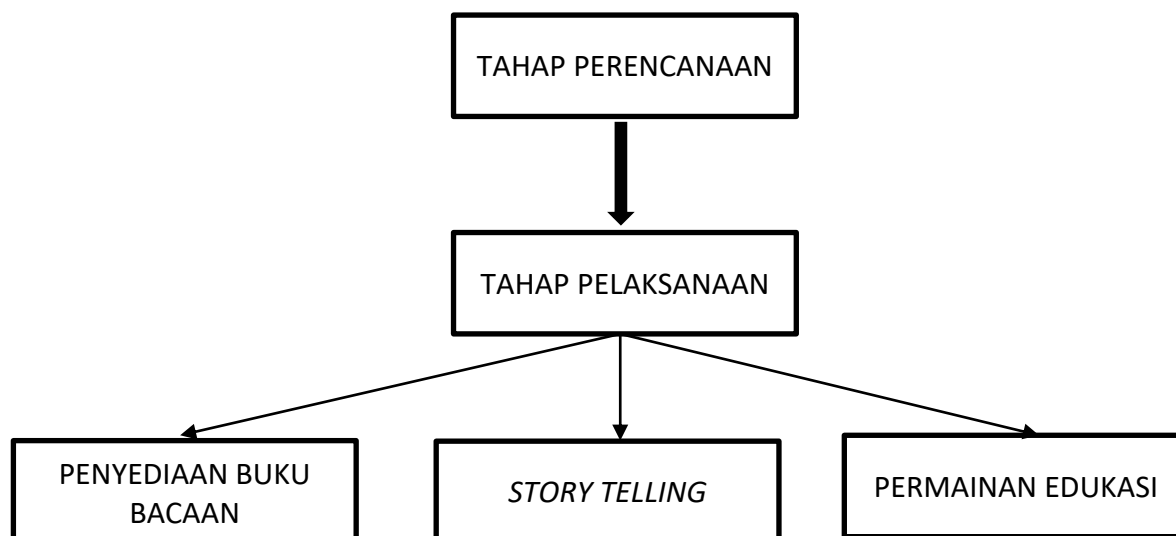 TAHAP PERENCANAAN
TAHAP PELAKSANAAN
PENYEDIAAN BUKU
BACAAN
STORY TELLING
PERMAINAN EDUKASI